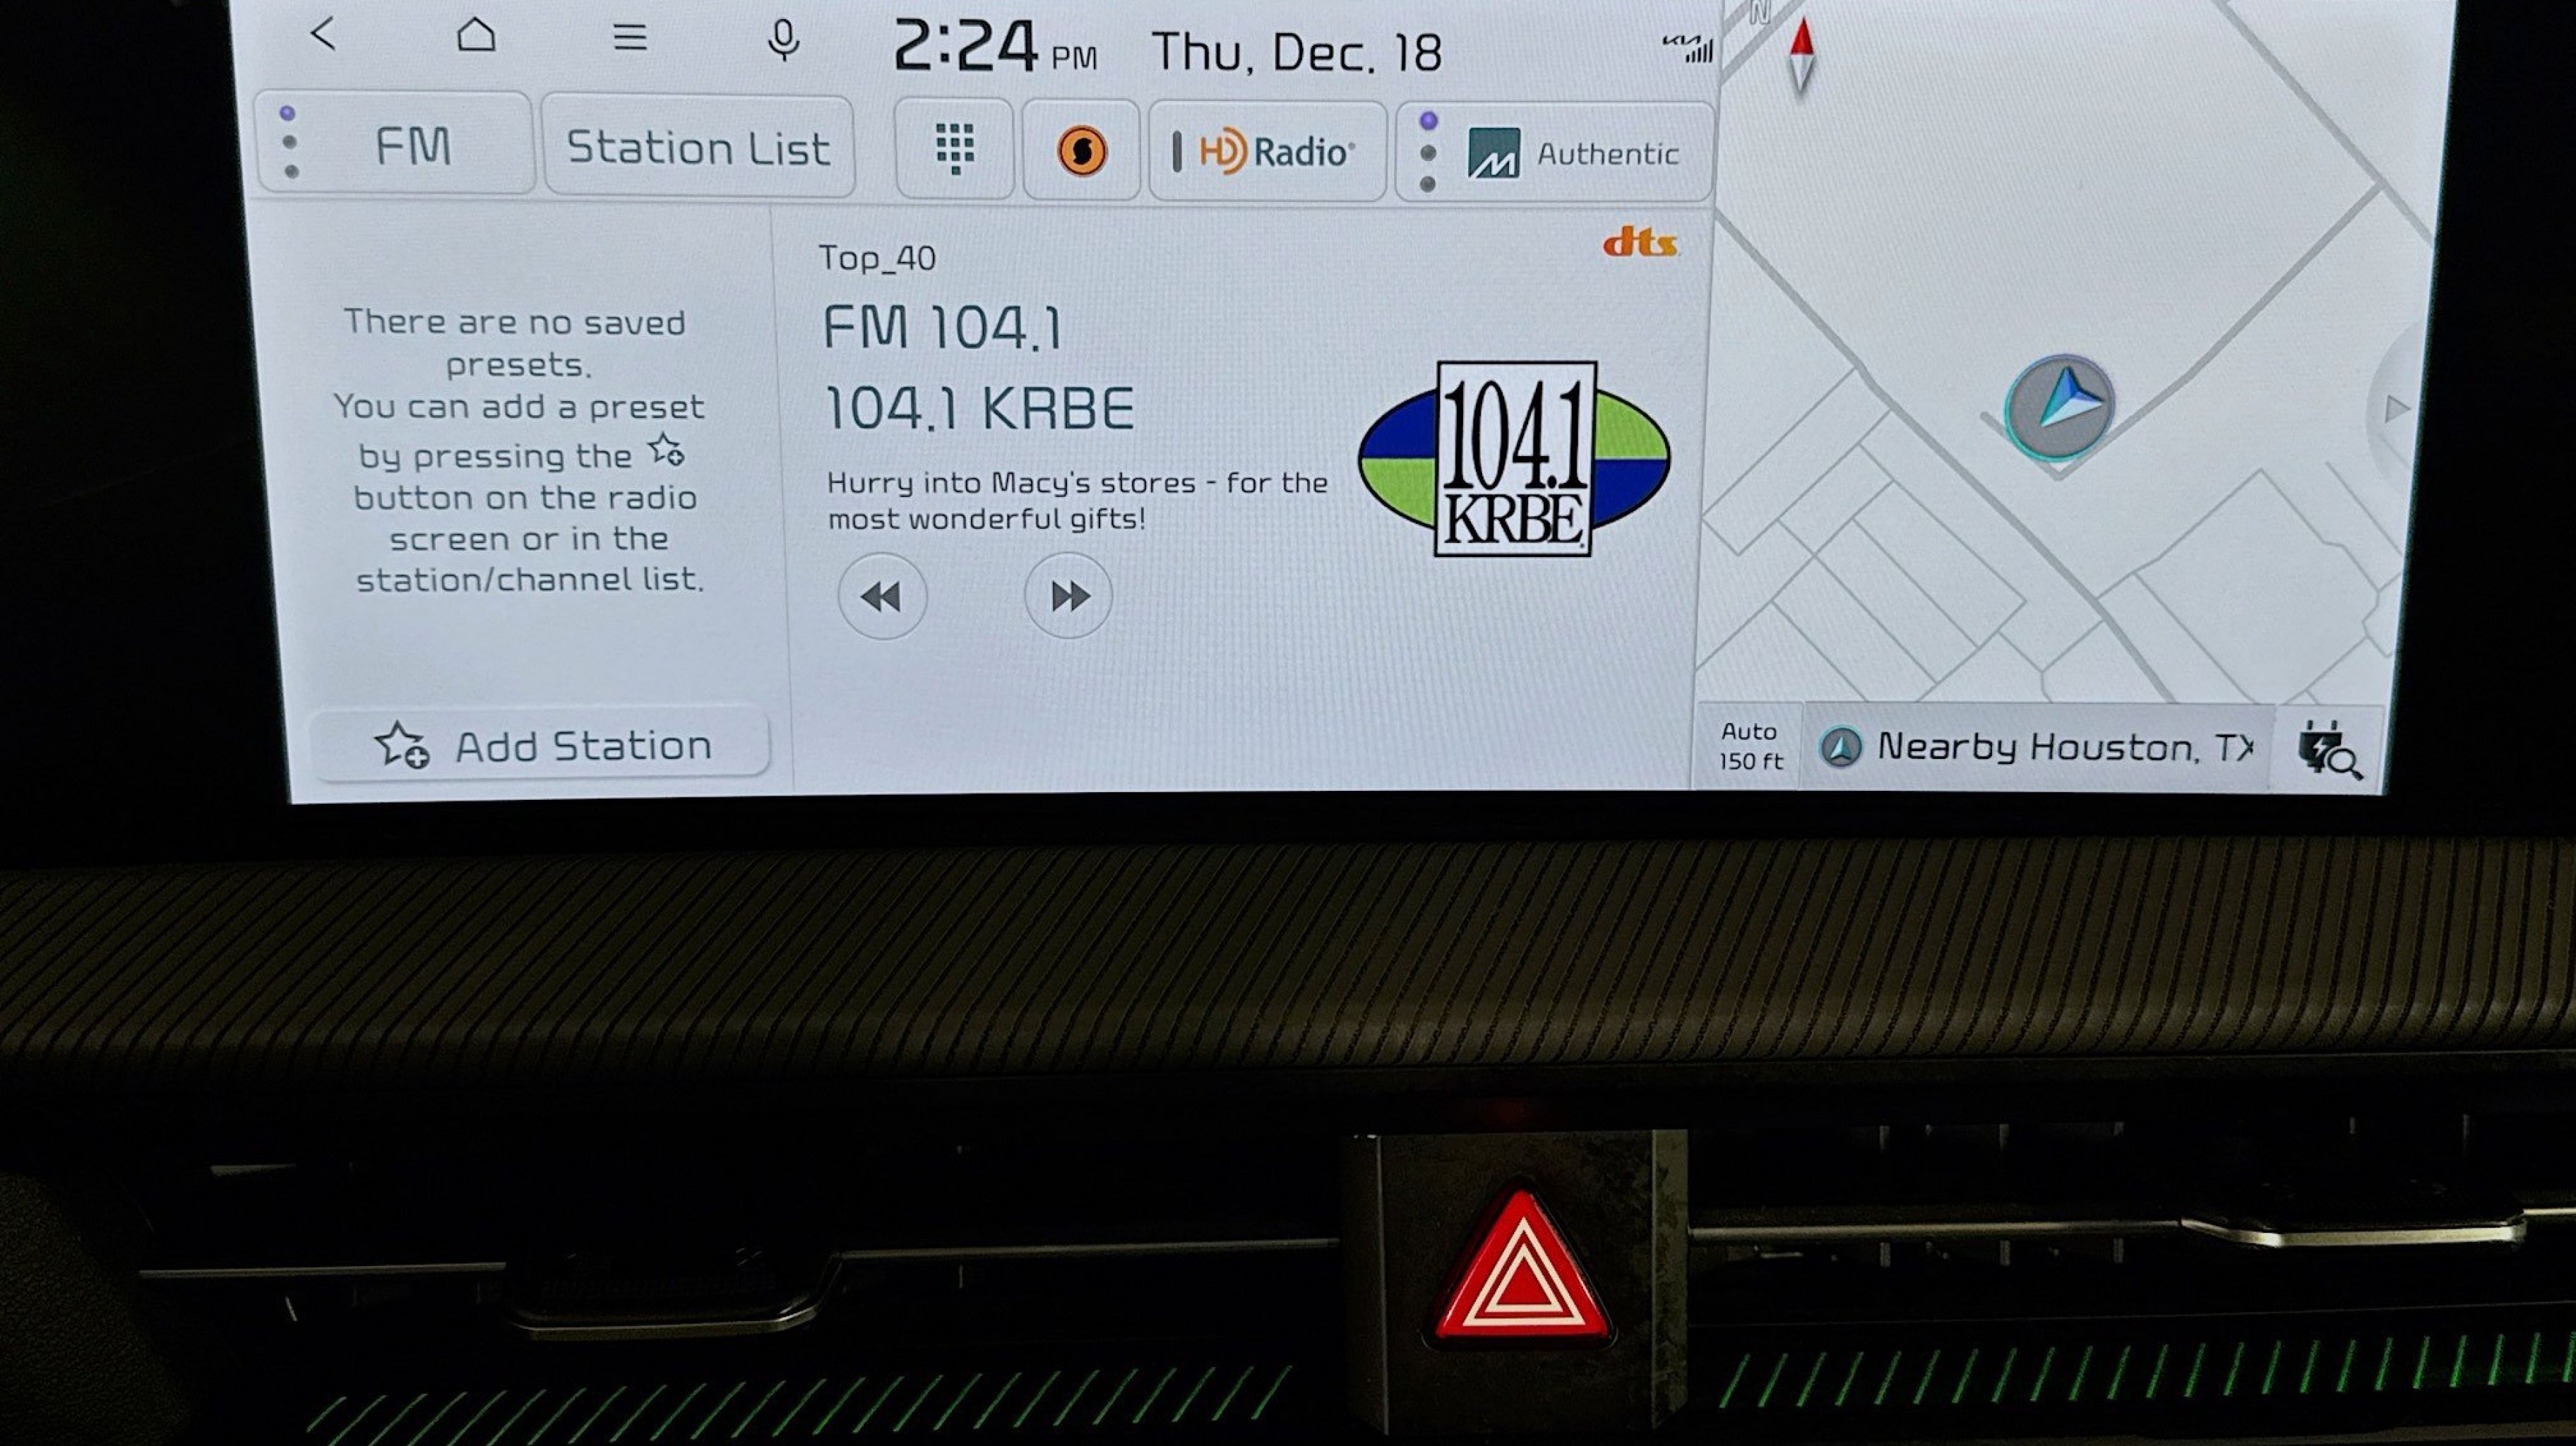 2:24 PM Thu, Dec. 18
KIA
N
FM
Station List
HD Radio
Authentic
Top_40
dts
FM 104.1
104.1 KRBE
Hurry into Macy's stores - for the
most wonderful gifts!
104.1
KRBE
There are no saved
presets.
You can add a preset
by pressing the
button on the radio
screen or in the
station/channel list.
Add Station
Auto
150 ft
Nearby Houston, TX